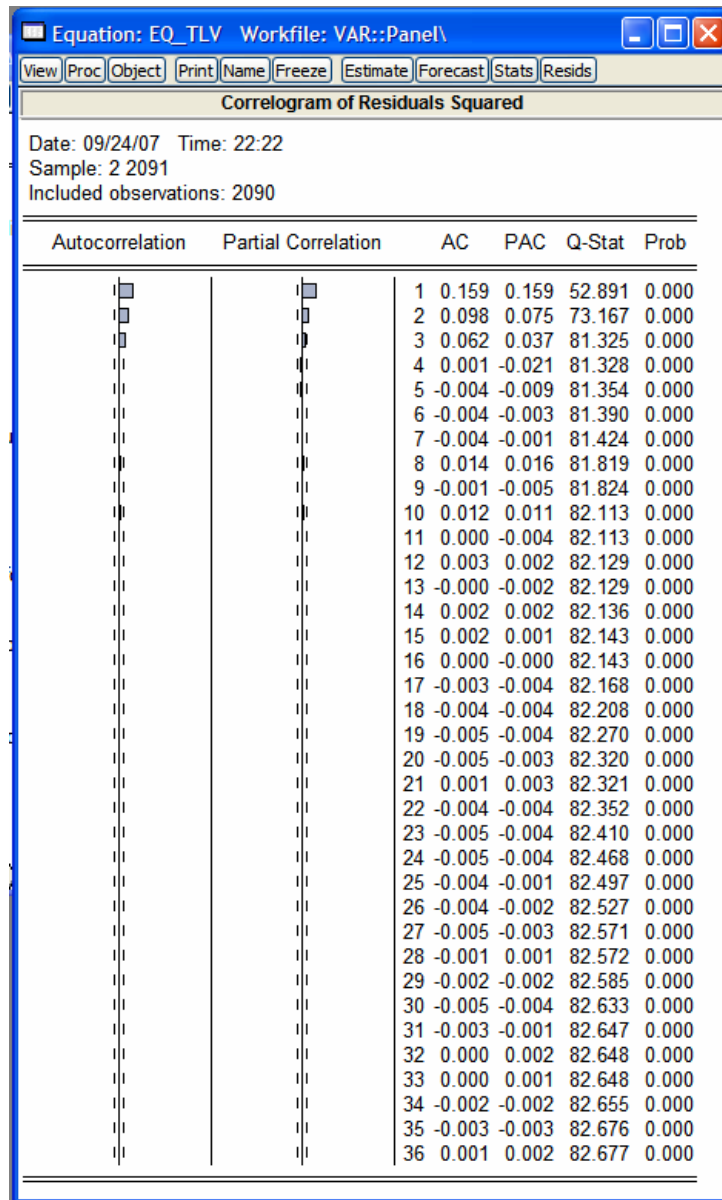 Equation: EQ_TLV Workfile: VAR::Panel\
View Proc Object Print Name Freeze Estimate Forecast Stats Resids
Correlogram of Residuals Squared
Date: 09/24/07 Time: 22:22
Sample: 2 2091
Included observations: 2090
Autocorrelation Partial Correlation AC PAC Q-Stat Prob
1 0.159 0.159 52.891 0.000
2 0.098 0.075 73.167 0.000
3 0.062 0.037 81.325 0.000
4 0.001 -0.021 81.328 0.000
5 -0.004 -0.009 81.354 0.000
6 -0.004 -0.003 81.390 0.000
7 -0.004 -0.001 81.424 0.000
8 0.014 0.016 81.819 0.000
9 -0.001 -0.005 81.824 0.000
10 0.012 0.011 82.113 0.000
11 0.000 -0.004 82.113 0.000
12 0.003 0.002 82.129 0.000
13 -0.000 -0.002 82.129 0.000
14 0.002 0.002 82.136 0.000
15 0.002 0.001 82.143 0.000
16 0.000 -0.000 82.143 0.000
17 -0.003 -0.004 82.168 0.000
18 -0.004 -0.004 82.208 0.000
19 -0.005 -0.004 82.270 0.000
20 -0.005 -0.003 82.320 0.000
21 0.001 0.003 82.321 0.000
22 -0.004 -0.004 82.352 0.000
23 -0.005 -0.004 82.410 0.000
24 -0.005 -0.004 82.468 0.000
25 -0.004 -0.001 82.497 0.000
26 -0.004 -0.002 82.527 0.000
27 -0.005 -0.003 82.571 0.000
28 -0.001 0.001 82.572 0.000
29 -0.002 -0.002 82.585 0.000
30 -0.005 -0.004 82.633 0.000
31 -0.003 -0.001 82.647 0.000
32 0.000 0.002 82.648 0.000
33 0.000 0.001 82.648 0.000
34 -0.002 -0.002 82.655 0.000
35 -0.003 -0.003 82.676 0.000
36 0.001 0.002 82.677 0.000